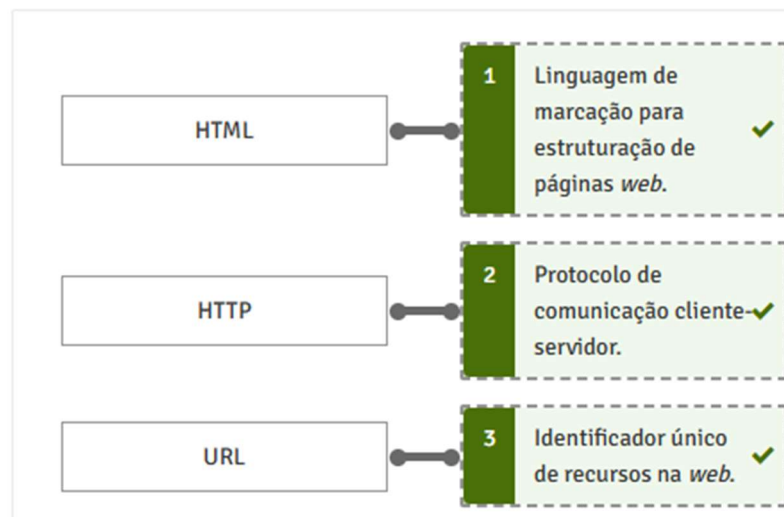 HTML
1
Linguagem de
marcação para
estruturação de
páginas web.
HTTP
2
Protocolo de
comunicação cliente-
servidor.
URL
3
Identificador único
de recursos na web.